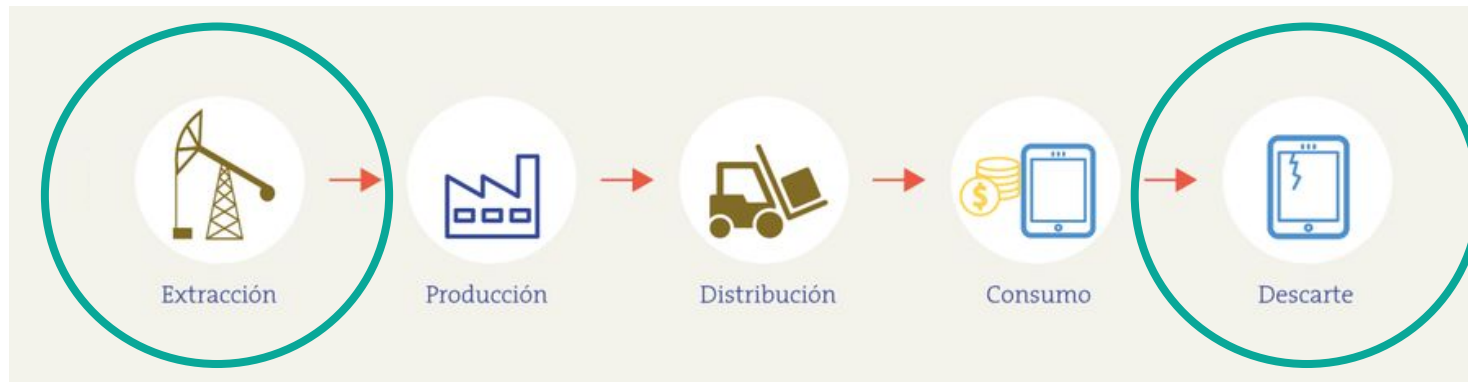 Extracción
Producción
Distribución
$
Consumo
Descarte